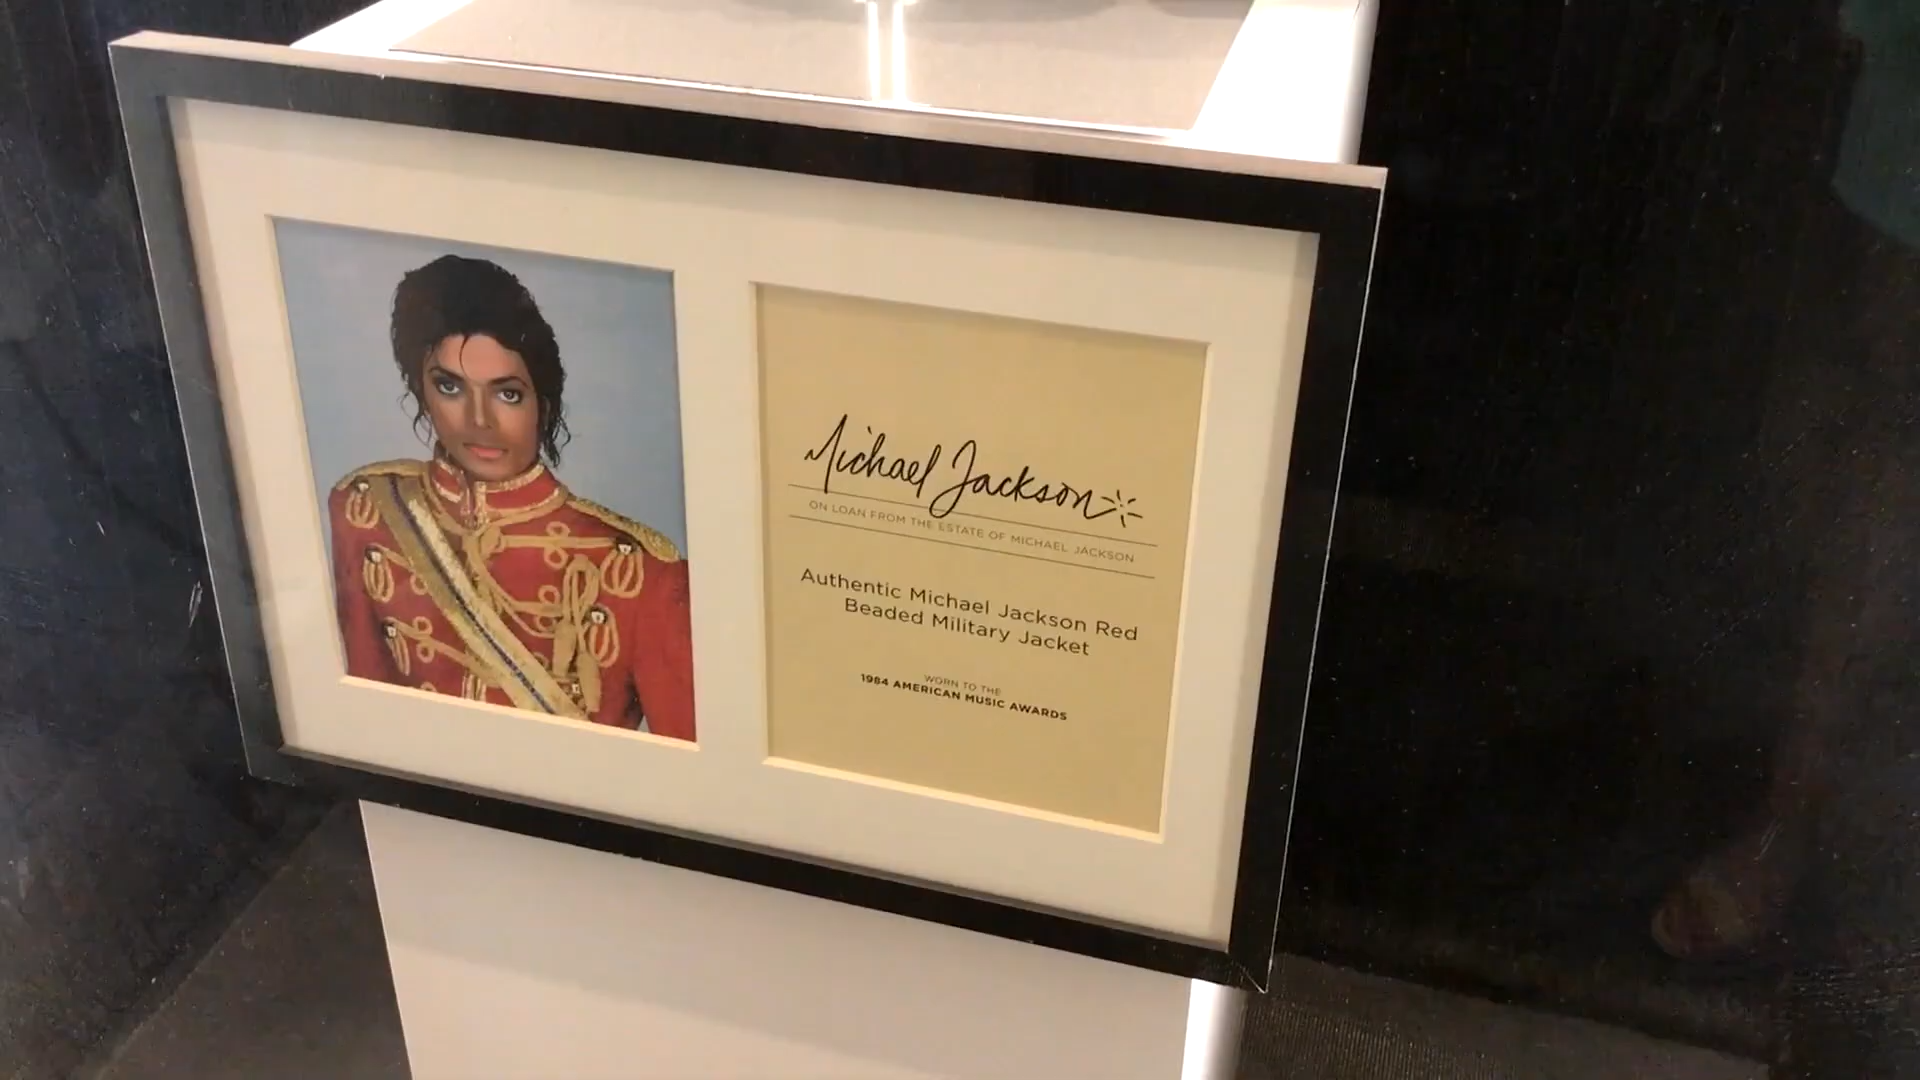 Michael Jackson
ON LOAN FROM THE ESTATE OF MICHAEL JACKSON
Authentic Michael Jackson Red
Beaded Military Jacket
WORN TO THE
1984 AMERICAN MUSIC AWARDS